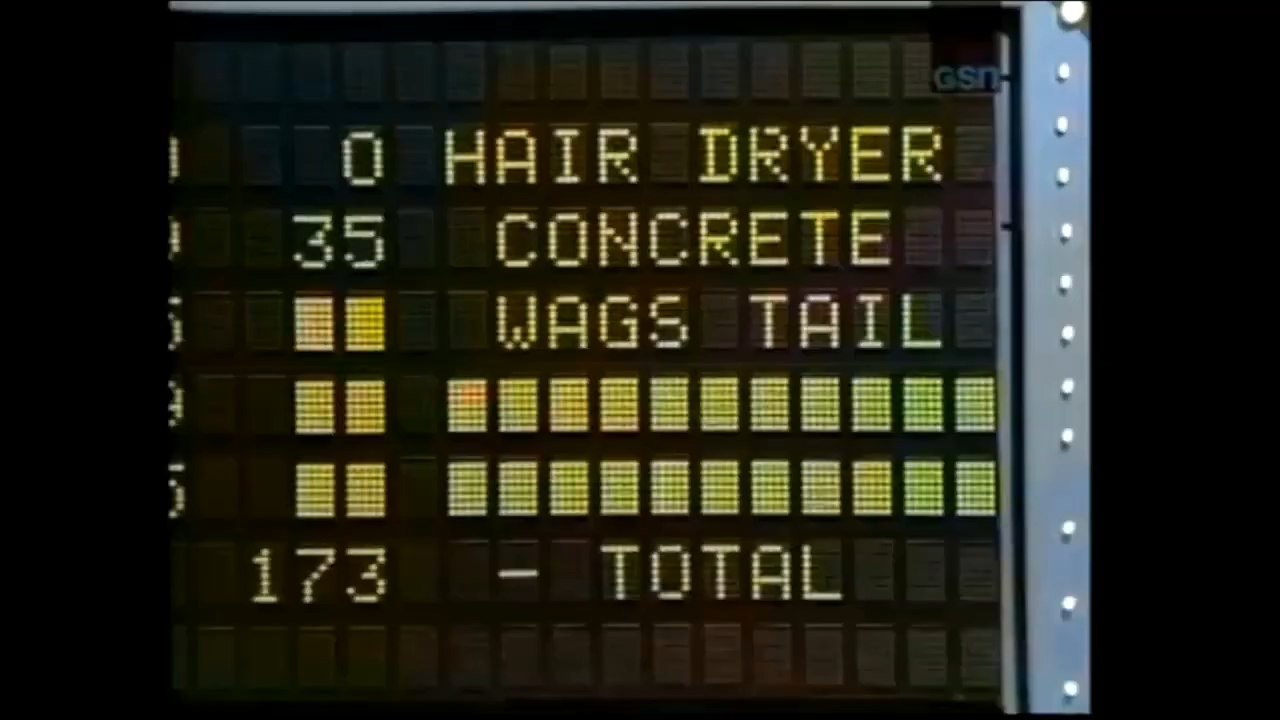 GSN
0 HAIR DRYER
35 CONCRETE
WAGS TAIL
173 - TOTAL